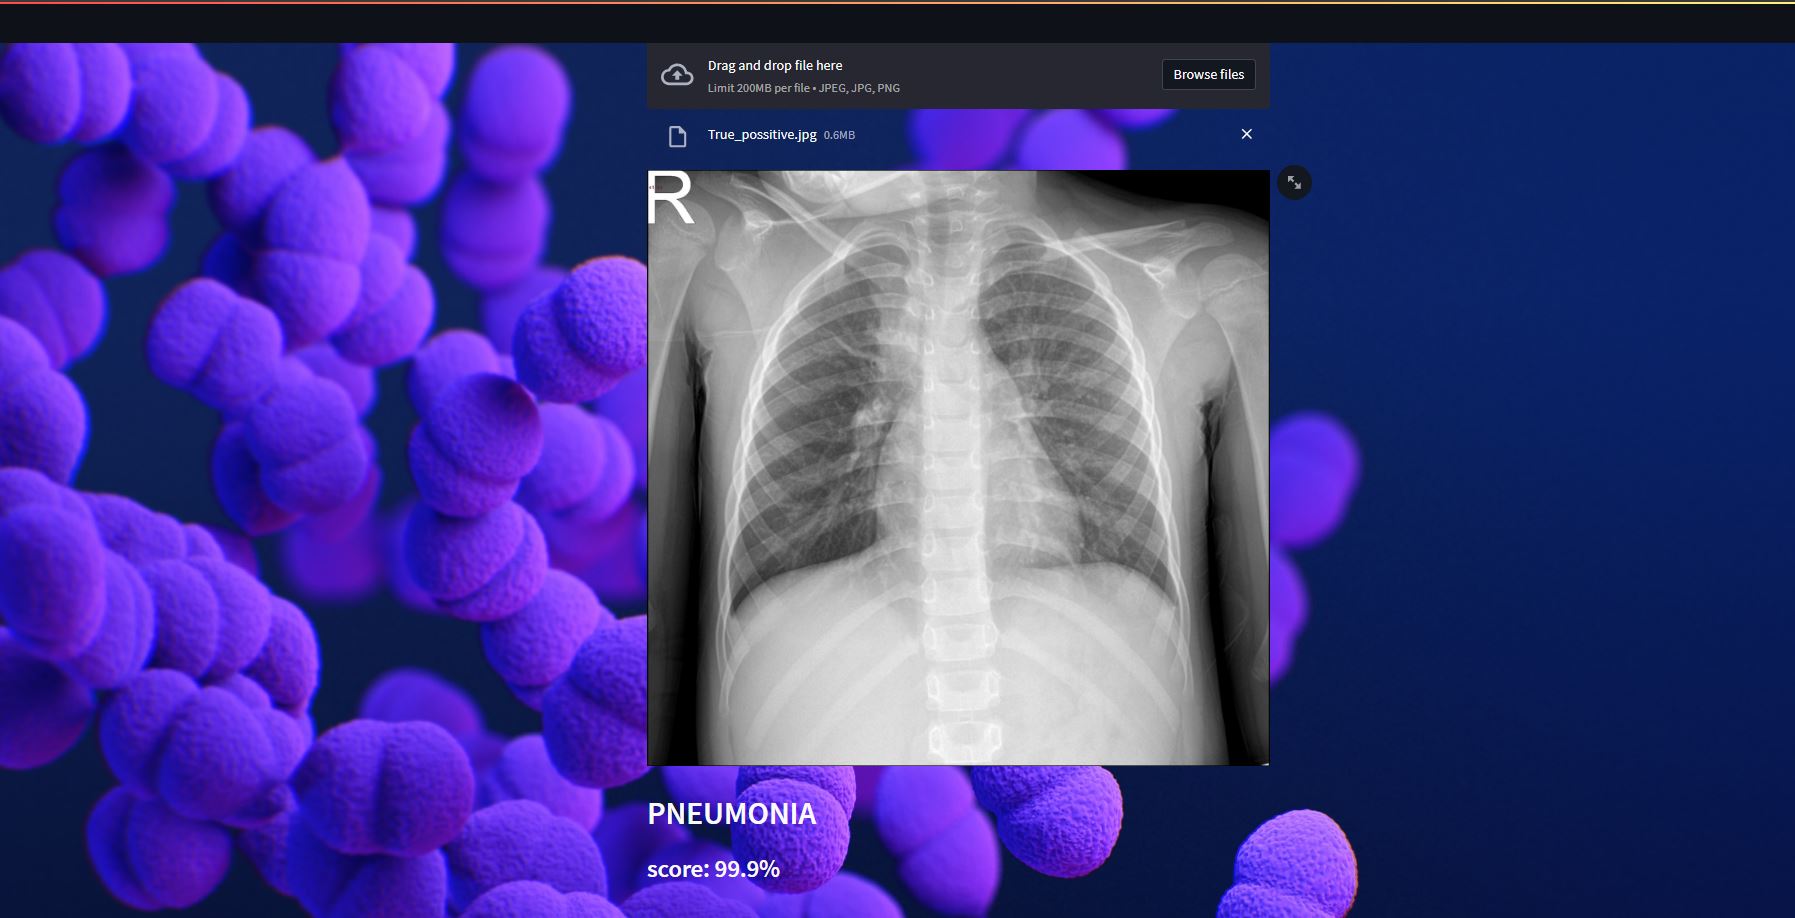 Drag and drop file here
Limit 200MB per file • JPEG, JPG, PNG
Browse files
True_possitive.jpg 0.6MB
R
PNEUMONIA
score: 99.9%